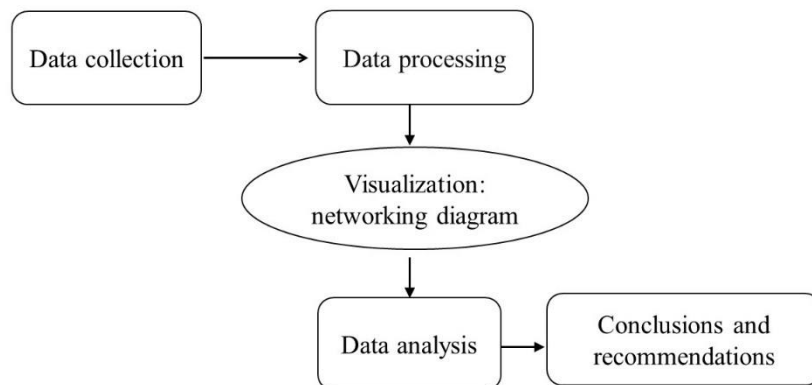 Data collection
Data processing
Visualization:
networking diagram
Data analysis
Conclusions and
recommendations